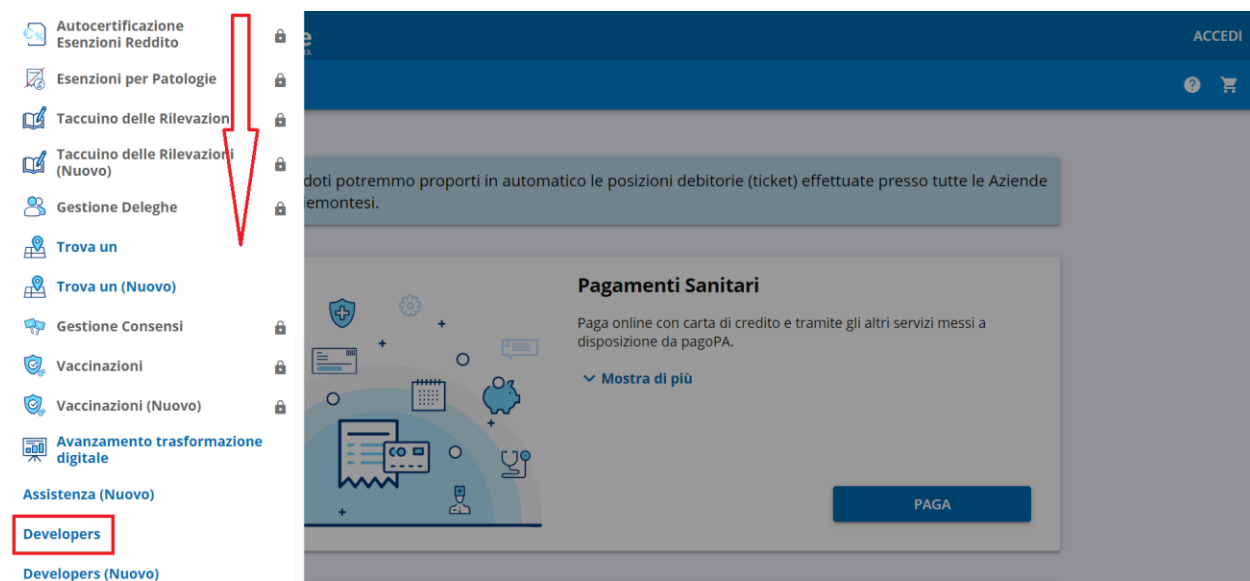 Autocertificazione
Esenzioni Reddito
Esenzioni per Patologie
Taccuino delle Rilevazioni
Taccuino delle Rilevazioni
(Nuovo)
Gestione Deleghe
Trova un
Trova un (Nuovo)
Gestione Consensi
Vaccinazioni
Vaccinazioni (Nuovo)
Avanzamento trasformazione
digitale
Assistenza (Nuovo)
Developers
Developers (Nuovo)
ACCEDI
doti potremmo proporti in automatico le posizioni debitorie (ticket) effettuate presso tutte le Aziende
emontesi.
Pagamenti Sanitari
Paga online con carta di credito e tramite gli altri servizi messi a
disposizione da pagoPA.
Mostra di più
PAGA